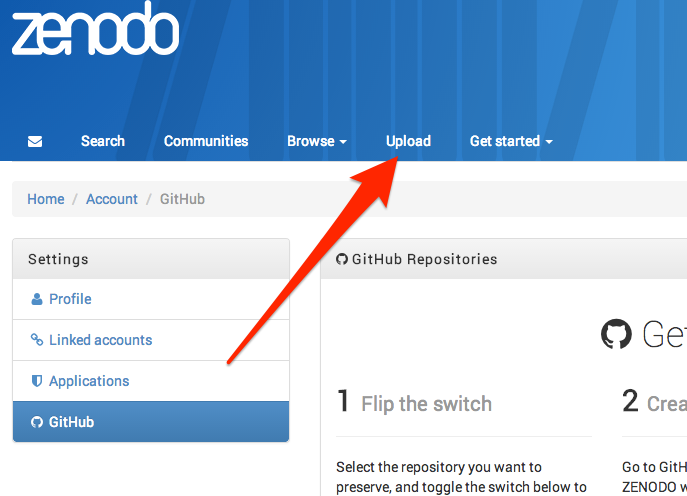 zenodo
Search Communities Browse Upload Get started
Home / Account / GitHub
Settings
Profile
Linked accounts
Applications
GitHub
GitHub Repositories
Get
1 Flip the switch
Select the repository you want to
preserve, and toggle the switch below to
2 Crea
Go to GitH
ZENODO w